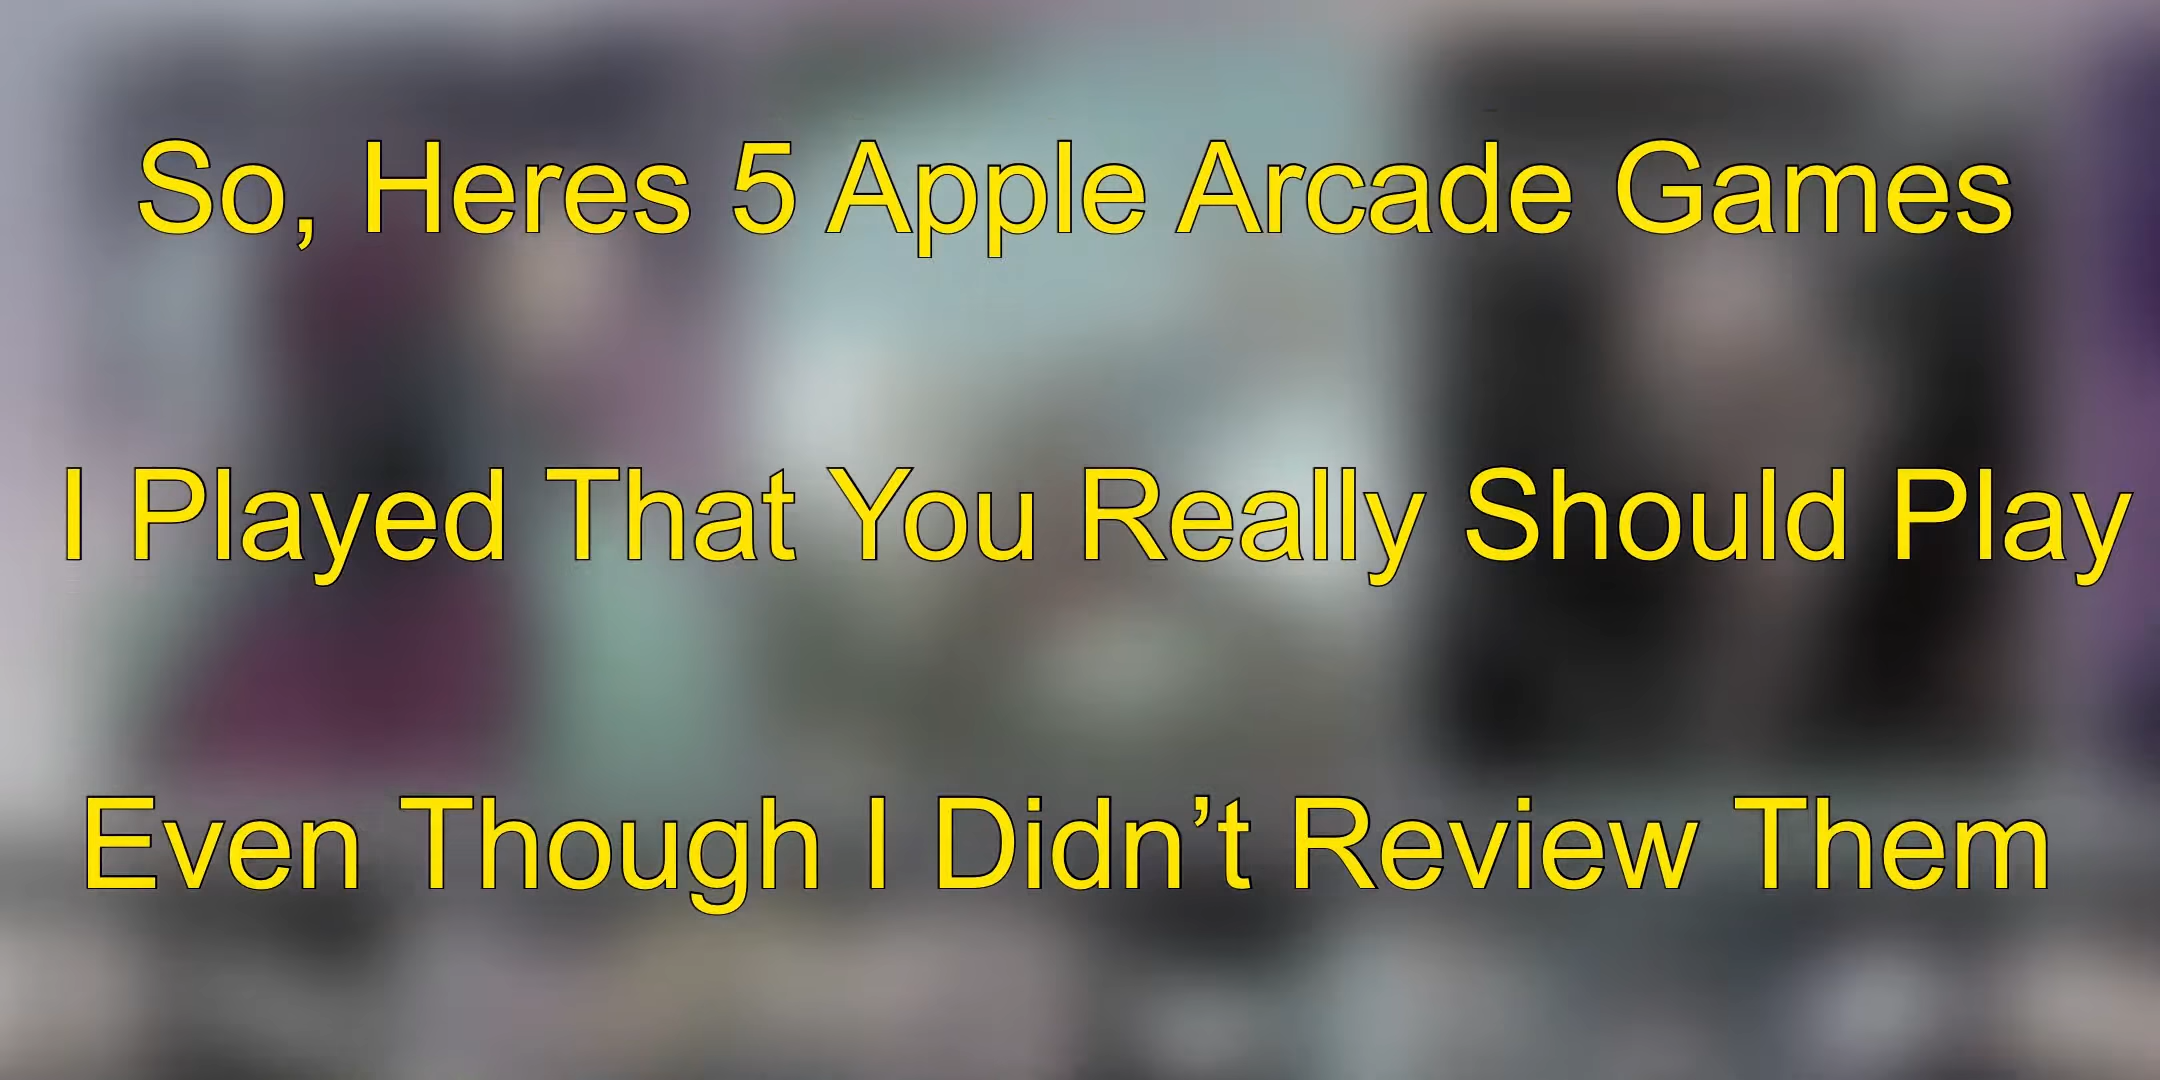 So, Heres 5 Apple Arcade Games
I Played That You Really Should Play
Even Though I Didn’t Review Them